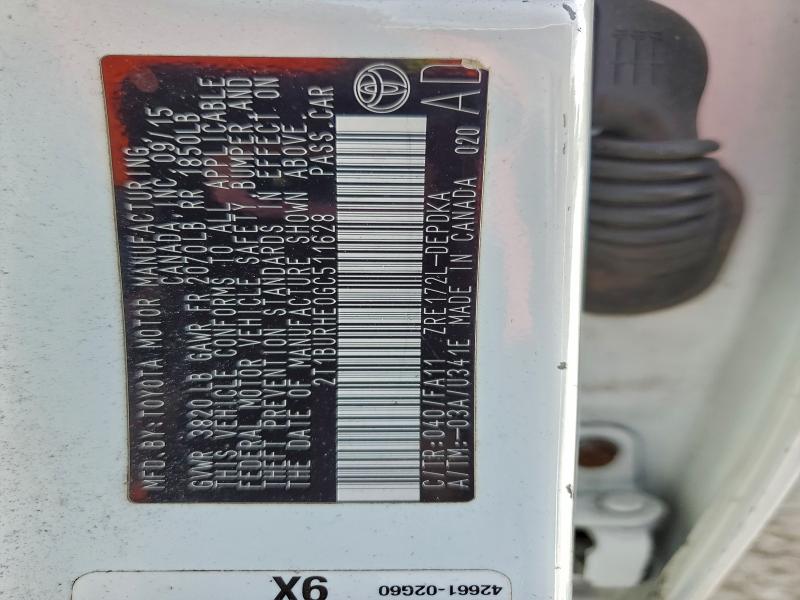 MFD.BY:TOYOTA MOTOR MANUFACTURING
CANADA, INC. 09/15
GVWR 3820LB GAWR FR 2070LB RR 1850LB
THIS VEHICLE CONFORMS TO ALL APPLICABLE
FEDERAL MOTOR VEHICLE SAFETY BUMPER, AND
THEFT PREVENTION STANDARDS IN EFFECT ON
THE DATE OF MANUFACTURE SHOWN ABOVE.
2T1BURHE0GC511628 PASS.CAR
C/TR:040/FA11 ZRE172L-DEPDKA
A/TM:-03A/U341E MADE IN CANADA 020 AD
42661-02G60
9X